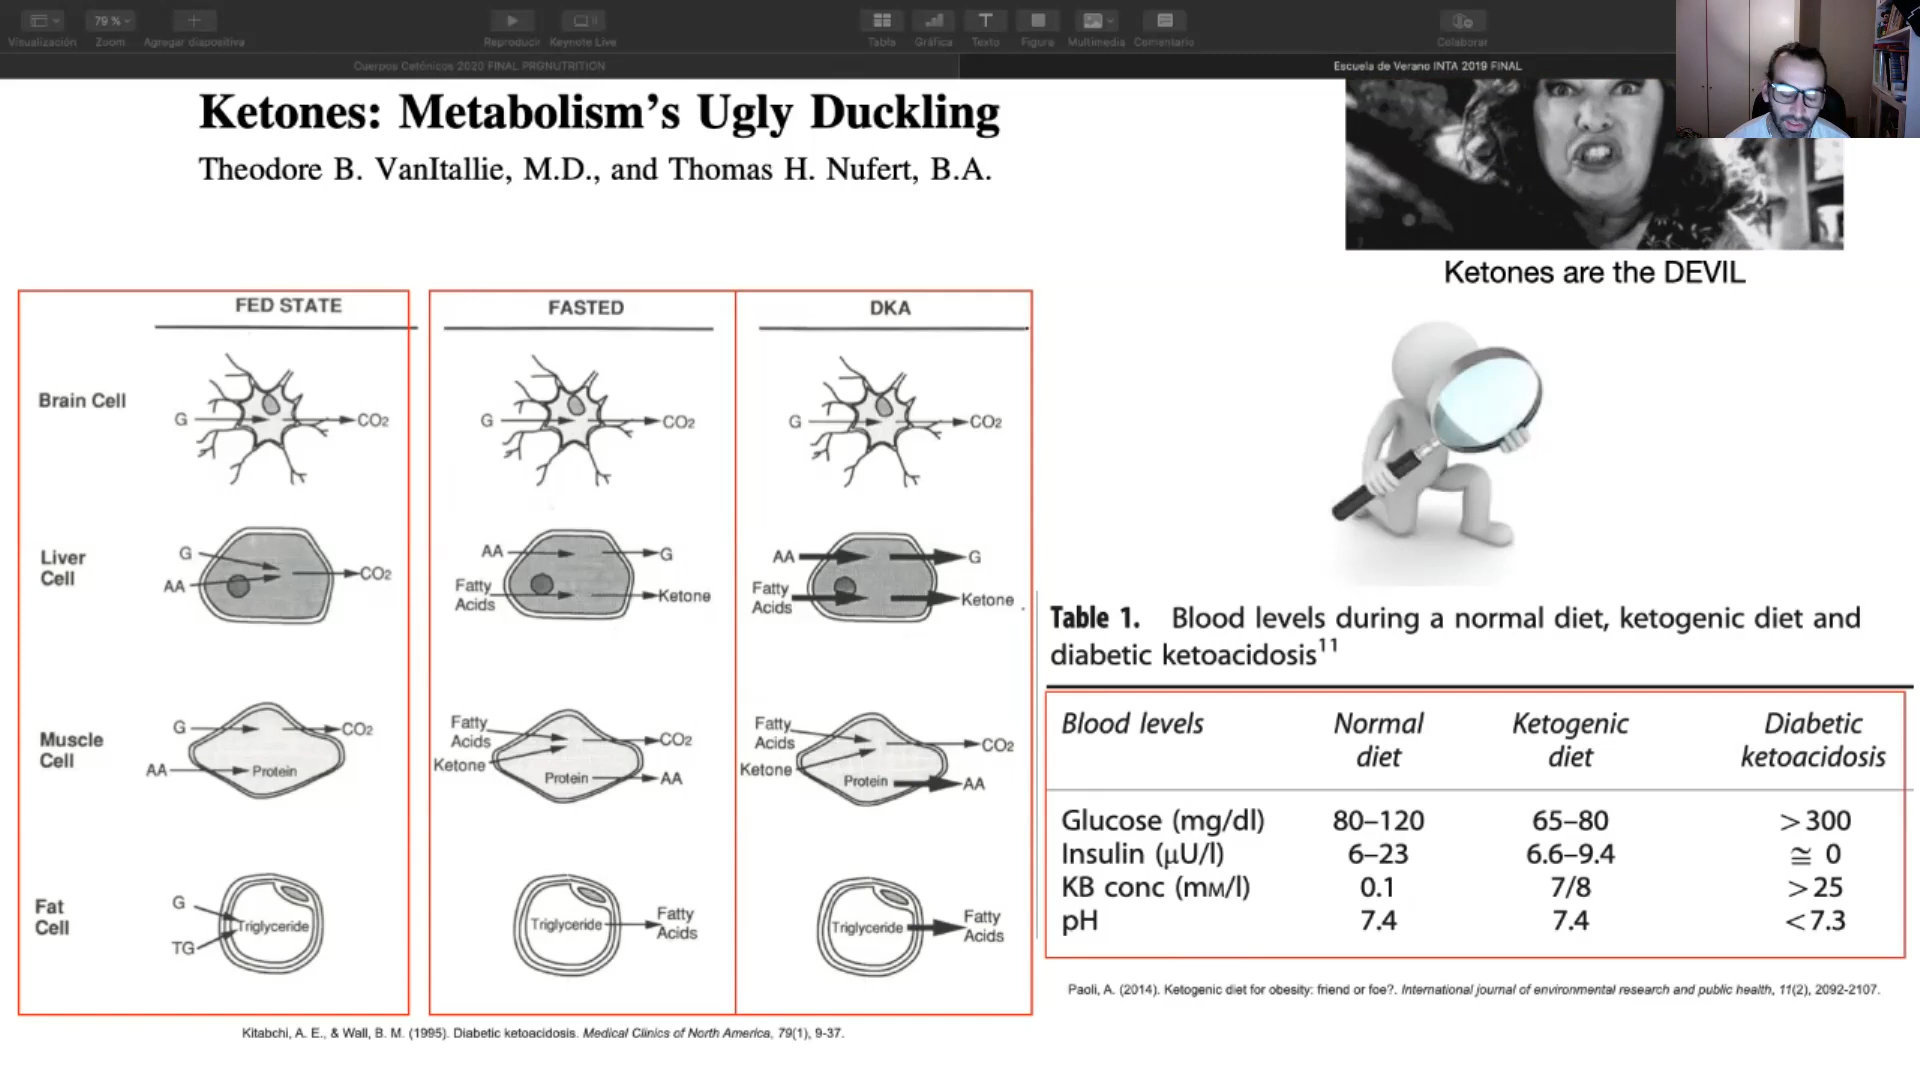 Visualización
79 %
Zoom
Agregar diapositiva
Reproducir
Keynote Live
Tabla
Gráfica
Texto
Figura
Multimedia
Comentario
Colaborar
Cuerpos Cetónicos 2020 FINAL PRONUTRITION
Escuela de Verano INTA 2019 FINAL
Ketones: Metabolism's Ugly Duckling
Theodore B. VanItallie, M.D., and Thomas H. Nufert, B.A.
Ketones are the DEVIL
FED STATE
FASTED
DKA
Brain Cell
G
CO2
G
CO2
G
CO2
Liver
Cell
G
AA
CO2
AA
G
Fatty
Acids
Ketone
AA
G
Fatty
Acids
Ketone
Muscle
Cell
G
CO2
AA
Protein
Fatty
Acids
CO2
Ketone
Protein
AA
Fatty
Acids
CO2
Ketone
Protein
AA
Fat
Cell
G
Triglyceride
TG
Triglyceride
Fatty
Acids
Triglyceride
Fatty
Acids
Kitabchi, A. E., & Wall, B. M. (1995). Diabetic ketoacidosis. Medical Clinics of North America, 79(1), 9-37.
Table 1. Blood levels during a normal diet, ketogenic diet and
diabetic ketoacidosis11
Blood levels Normal diet Ketogenic diet Diabetic ketoacidosis
Glucose (mg/dl) 80–120 65–80 >300
Insulin (μU/l) 6–23 6.6–9.4 ≅ 0
KB conc (mM/l) 0.1 7/8 >25
pH 7.4 7.4 <7.3
Paoli, A. (2014). Ketogenic diet for obesity: friend or foe?. International journal of environmental research and public health, 11(2), 2092-2107.